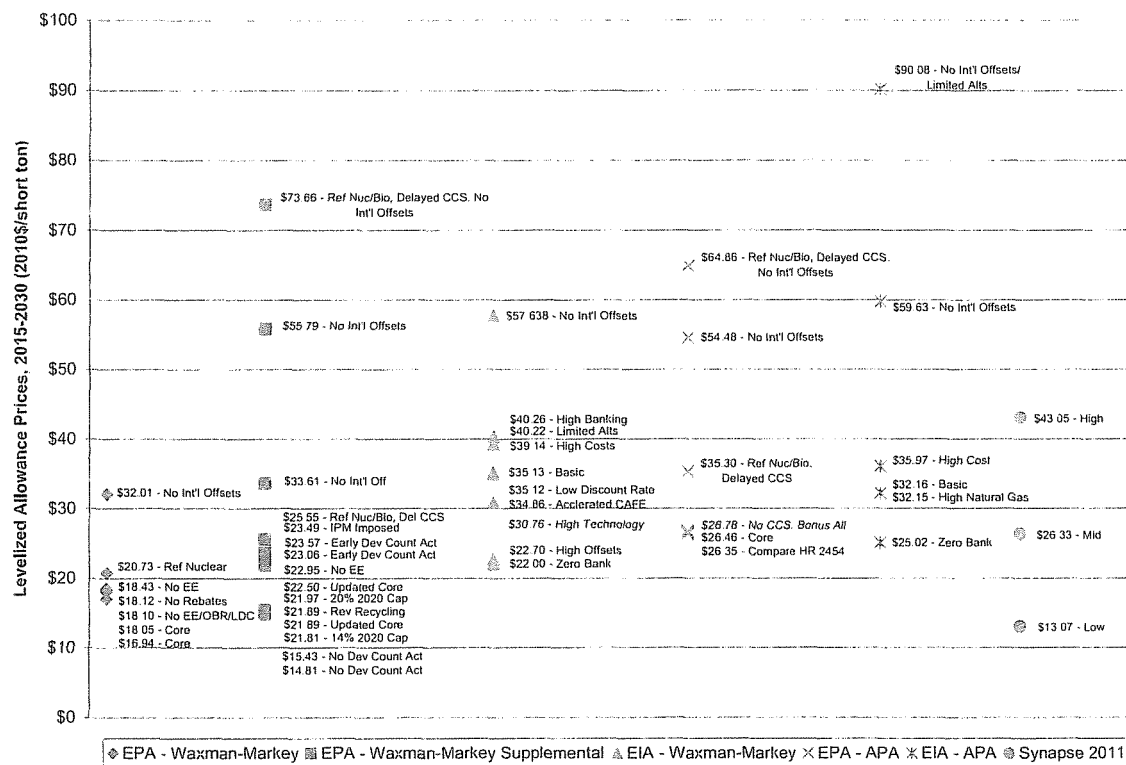 Levelized Allowance Prices, 2015-2030 (2010$/short ton)
$100
$90
$80
$70
$60
$50
$40
$30
$20
$10
$0
$32.01 - No Int'l Offsets
$20.73 - Ref Nuclear
$18.43 - No EE
$18.12 - No Rebates
$18 10 - No EE/OBR/LDC
$18 05 - Core
$16.94 - Core
$73.66 - Ref Nuc/Bio, Delayed CCS. No
Int'l Offsets
$55 79 - No Int'l Offsets
$33.61 - No Int'l Off
$25 55 - Ref Nuc/Bio, Del CCS
$23.49 - IPM Imposed
$23 57 - Early Dev Count Act
$23.06 - Early Dev Count Act
$22.95 - No EE
$22.50 - Updated Core
$21.97 - 20% 2020 Cap
$21.89 - Rev Recycling
$21 89 - Updated Core
$21.81 - 14% 2020 Cap
$15.43 - No Dev Count Act
$14.81 - No Dev Count Act
$57 638 - No Int'l Offsets
$40.26 - High Banking
$40.22 - Limited Alts
$39 14 - High Costs
$35 13 - Basic
$35 12 - Low Discount Rate
$34.86 - Acclerated CAFE
$30.76 - High Technology
$22.70 - High Offsets
$22 00 - Zero Bank
$64.86 - Ref Nuc/Bio, Delayed CCS.
No Int'l Offsets
$54.48 - No Int'l Offsets
$35.30 - Ref Nuc/Bio,
Delayed CCS
$26.78 - No CCS. Bonus All
$26.46 - Core
$26 35 - Compare HR 2454
$90 08 - No Int'l Offsets/
Limited Alts
$59 63 - No Int'l Offsets
$35.97 - High Cost
$32.16 - Basic
$32.15 - High Natural Gas
$25.02 - Zero Bank
$43 05 - High
$26 33 - Mid
$13 07 - Low
EPA - Waxman-Markey EPA - Waxman-Markey Supplemental EIA - Waxman-Markey EPA - APA EIA - APA Synapse 2011